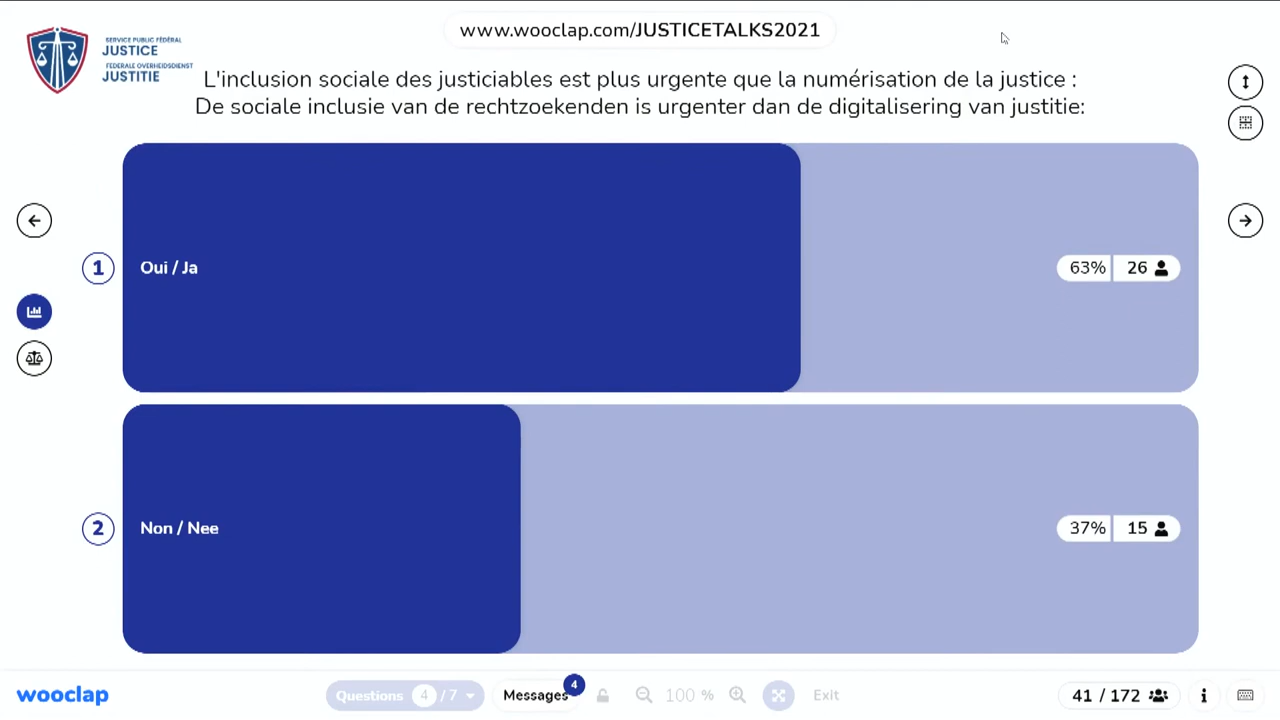 www.wooclap.com/JUSTICETALKS2021
SERVICE PUBLIC FÉDÉRAL
JUSTICE
FEDERALE OVERHEIDSDIENST
JUSTITIE
L'inclusion sociale des justiciables est plus urgente que la numérisation de la justice :
De sociale inclusie van de rechtzoekenden is urgenter dan de digitalisering van justitie:
1 Oui / Ja 63% 26
2 Non / Nee 37% 15
wooclap Questions 4 / 7 Messages 4 100 % Exit 41 / 172